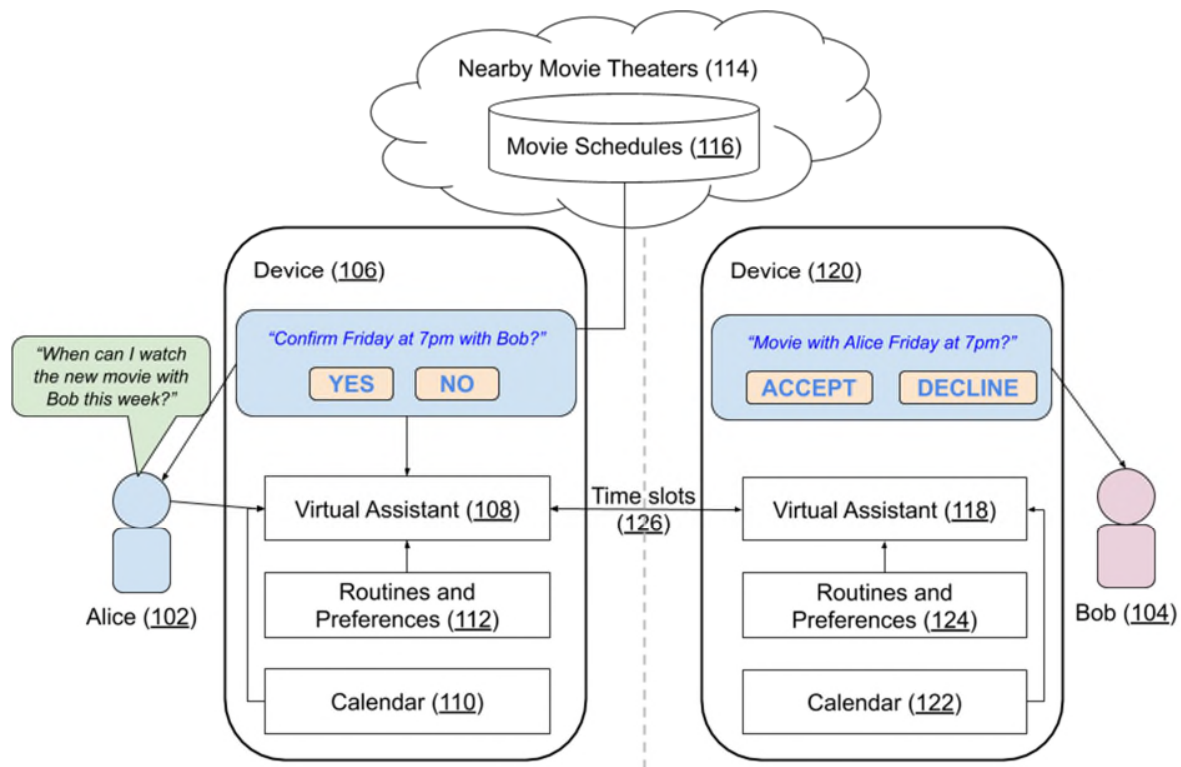 Nearby Movie Theaters (114)
Movie Schedules (116)
Device (106)
“Confirm Friday at 7pm with Bob?”
YES
NO
“When can I watch
the new movie with
Bob this week?”
Virtual Assistant (108)
Routines and
Preferences (112)
Calendar (110)
Alice (102)
Time slots
(126)
Device (120)
“Movie with Alice Friday at 7pm?”
ACCEPT
DECLINE
Virtual Assistant (118)
Routines and
Preferences (124)
Calendar (122)
Bob (104)